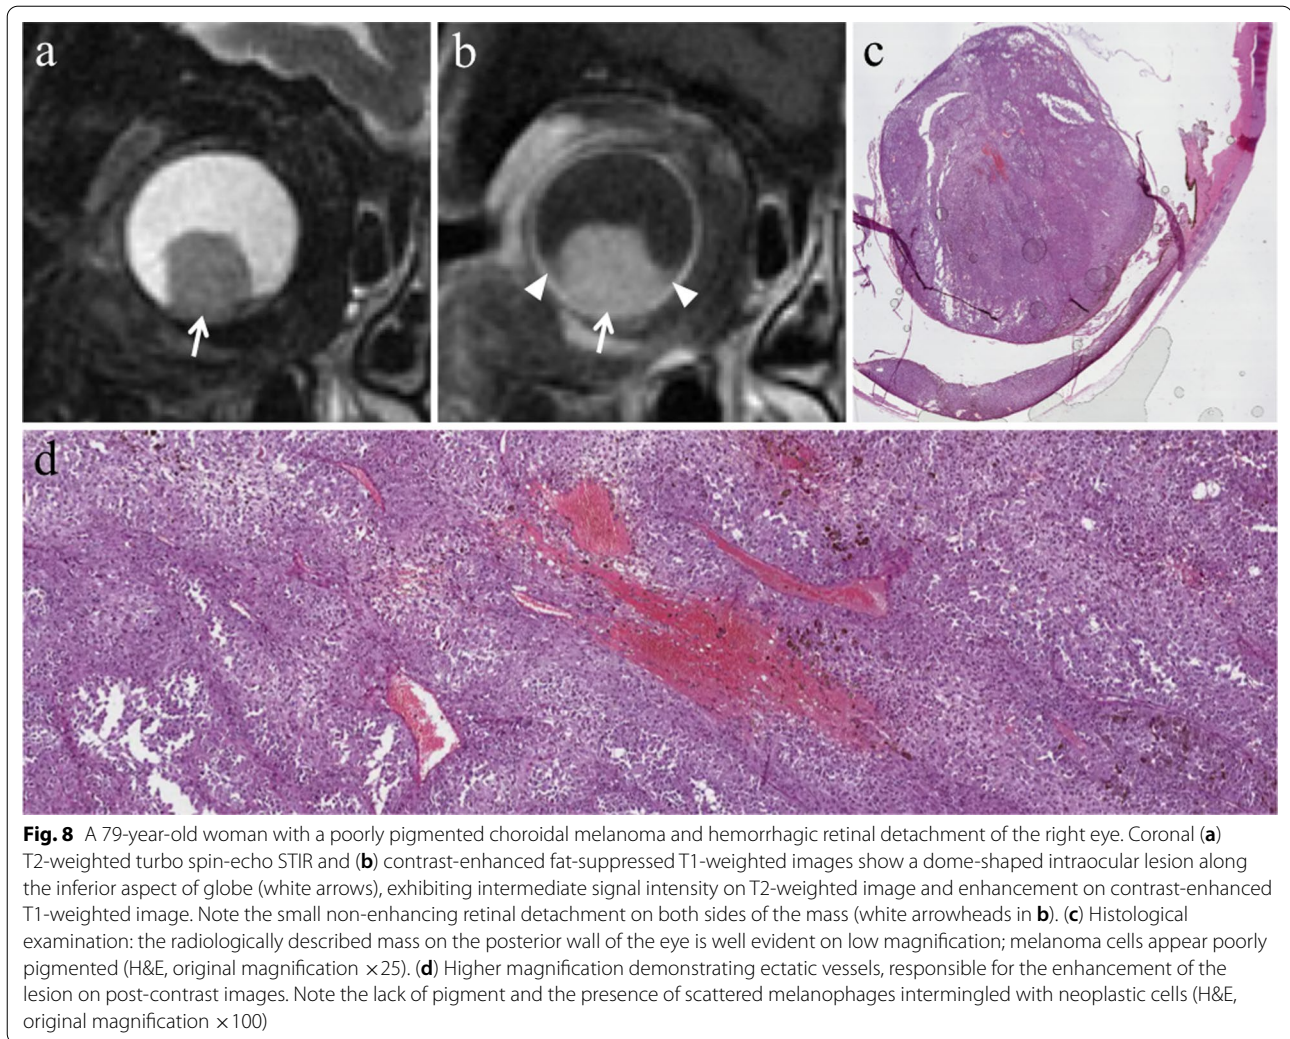 a
b
c
d
Fig. 8 A 79-year-old woman with a poorly pigmented choroidal melanoma and hemorrhagic retinal detachment of the right eye. Coronal (a)
T2-weighted turbo spin-echo STIR and (b) contrast-enhanced fat-suppressed T1-weighted images show a dome-shaped intraocular lesion along
the inferior aspect of globe (white arrows), exhibiting intermediate signal intensity on T2-weighted image and enhancement on contrast-enhanced
T1-weighted image. Note the small non-enhancing retinal detachment on both sides of the mass (white arrowheads in b). (c) Histological
examination: the radiologically described mass on the posterior wall of the eye is well evident on low magnification; melanoma cells appear poorly
pigmented (H&E, original magnification ×25). (d) Higher magnification demonstrating ectatic vessels, responsible for the enhancement of the
lesion on post-contrast images. Note the lack of pigment and the presence of scattered melanophages intermingled with neoplastic cells (H&E,
original magnification ×100)